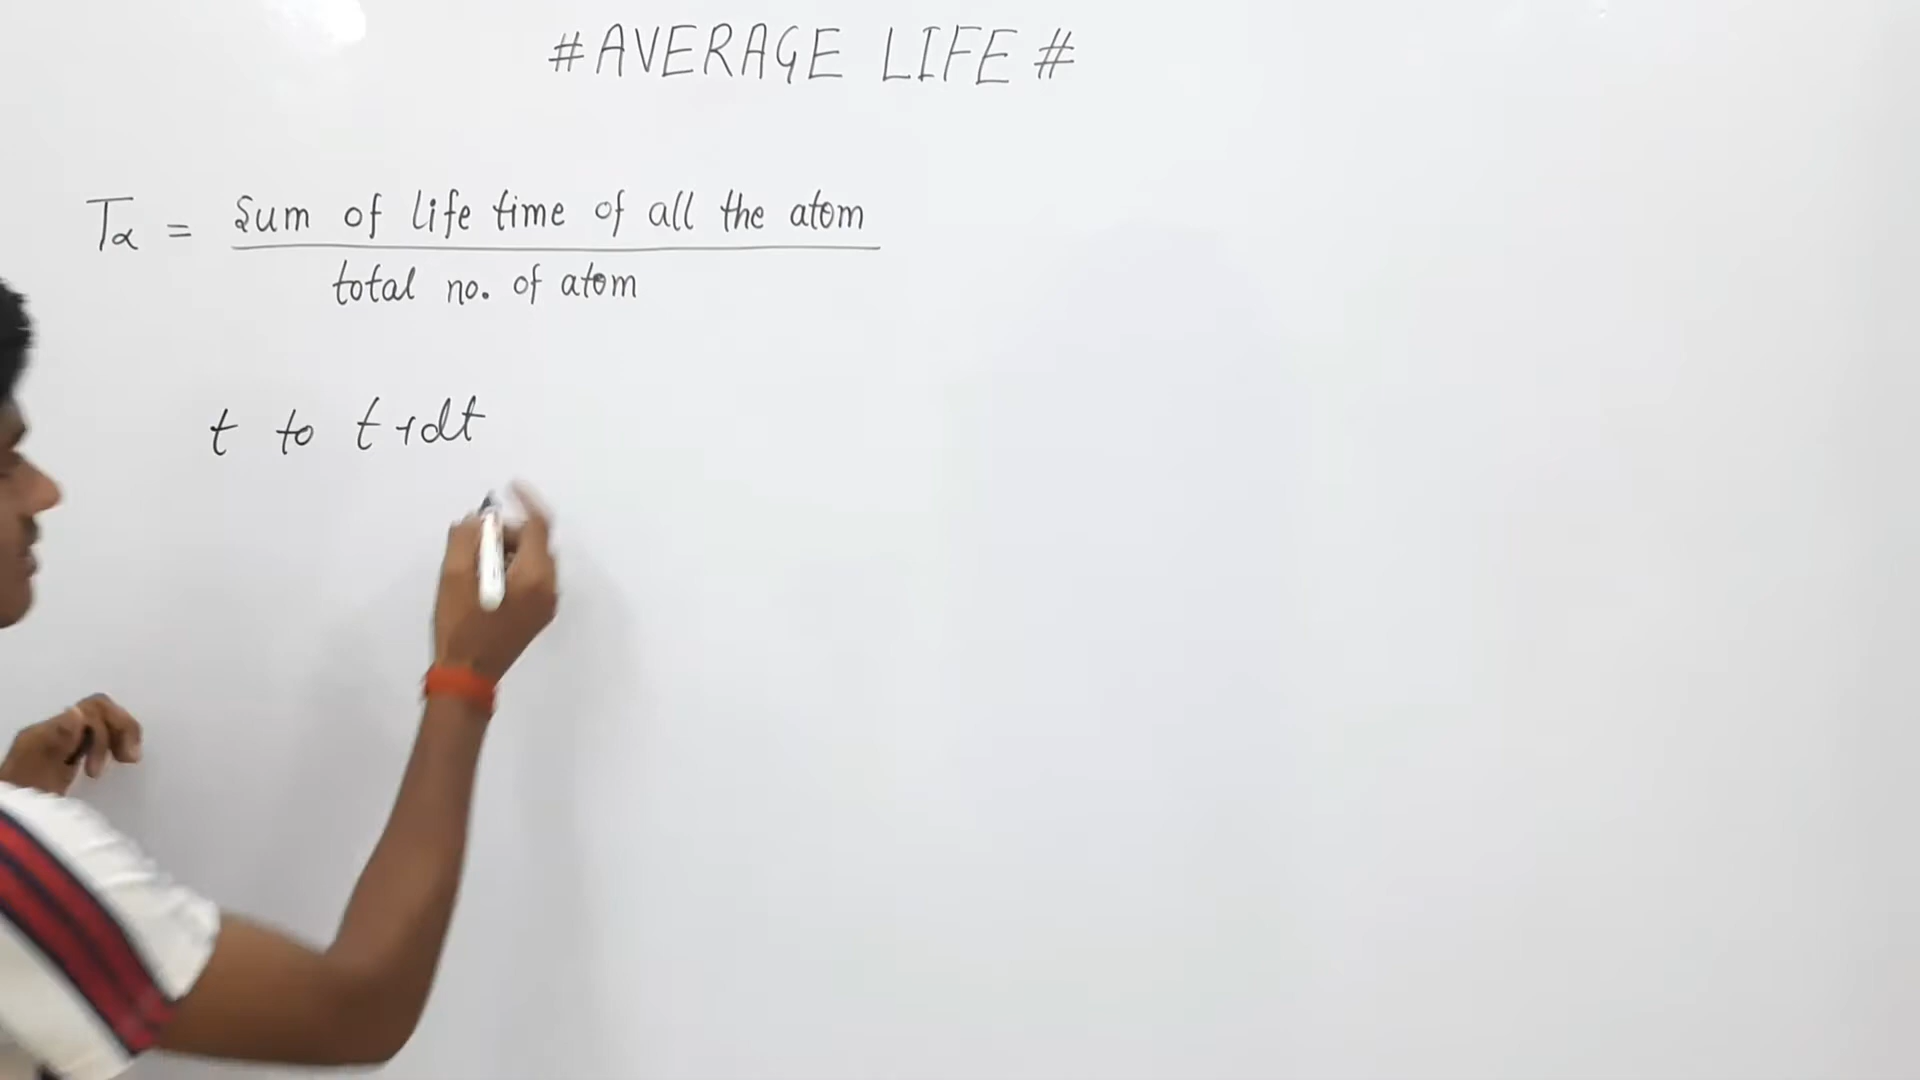 #AVERAGE LIFE#
Tα = Sum of life time of all the atom
total no. of atom
t to t+dt